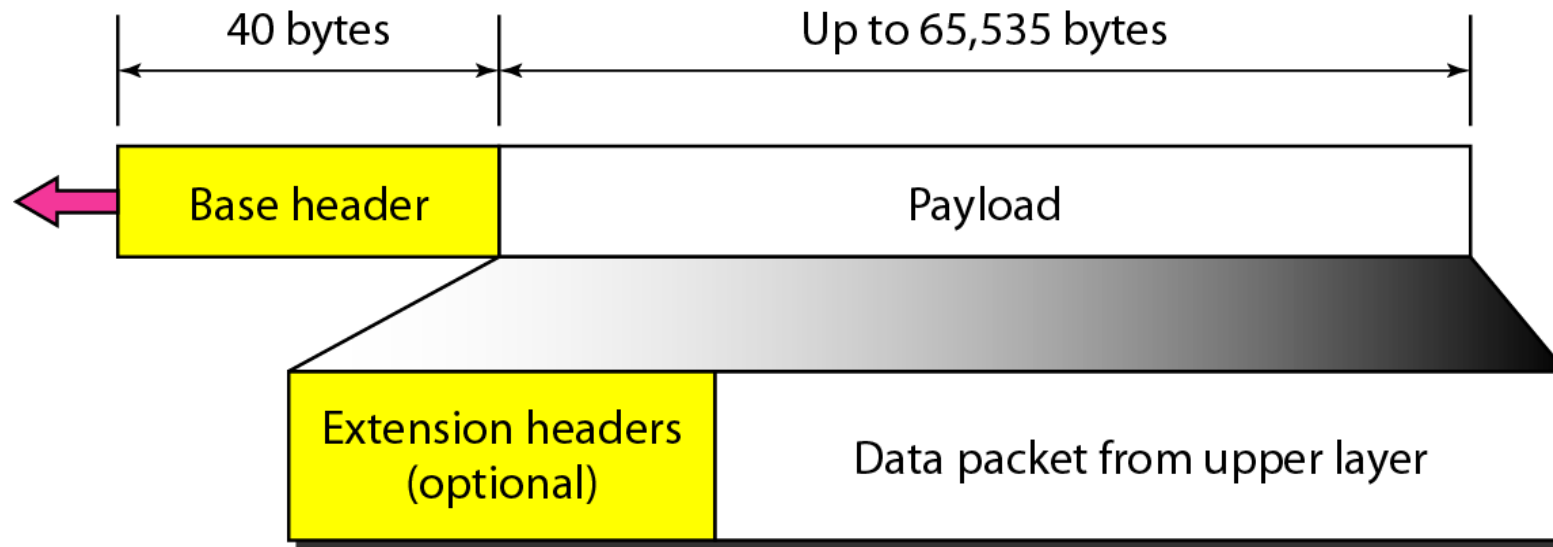 40 bytes
Up to 65,535 bytes
Base header
Payload
Extension headers
(optional)
Data packet from upper layer